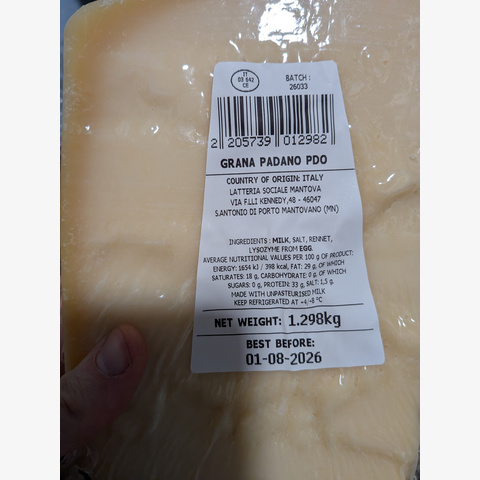 IT
03 642
CE
BATCH :
26033
2 205739 012982
GRANA PADANO PDO
COUNTRY OF ORIGIN: ITALY
LATTERIA SOCIALE MANTOVA
VIA F.LLI KENNEDY,48 - 46047
S.ANTONIO DI PORTO MANTOVANO (MN)
INGREDIENTS : MILK, SALT, RENNET,
LYSOZYME FROM EGG.
AVERAGE NUTRITIONAL VALUES PER 100 g OF PRODUCT:
ENERGY: 1654 kJ / 398 kcal, FAT: 29 g, OF WHICH
SATURATES: 18 g, CARBOHYDRATE: 0 g, OF WHICH
SUGARS: 0 g, PROTEIN: 33 g, SALT: 1,5 g.
MADE WITH UNPASTEURISED MILK
KEEP REFRIGERATED AT +4/+8 °C
NET WEIGHT: 1.298kg
BEST BEFORE:
01-08-2026